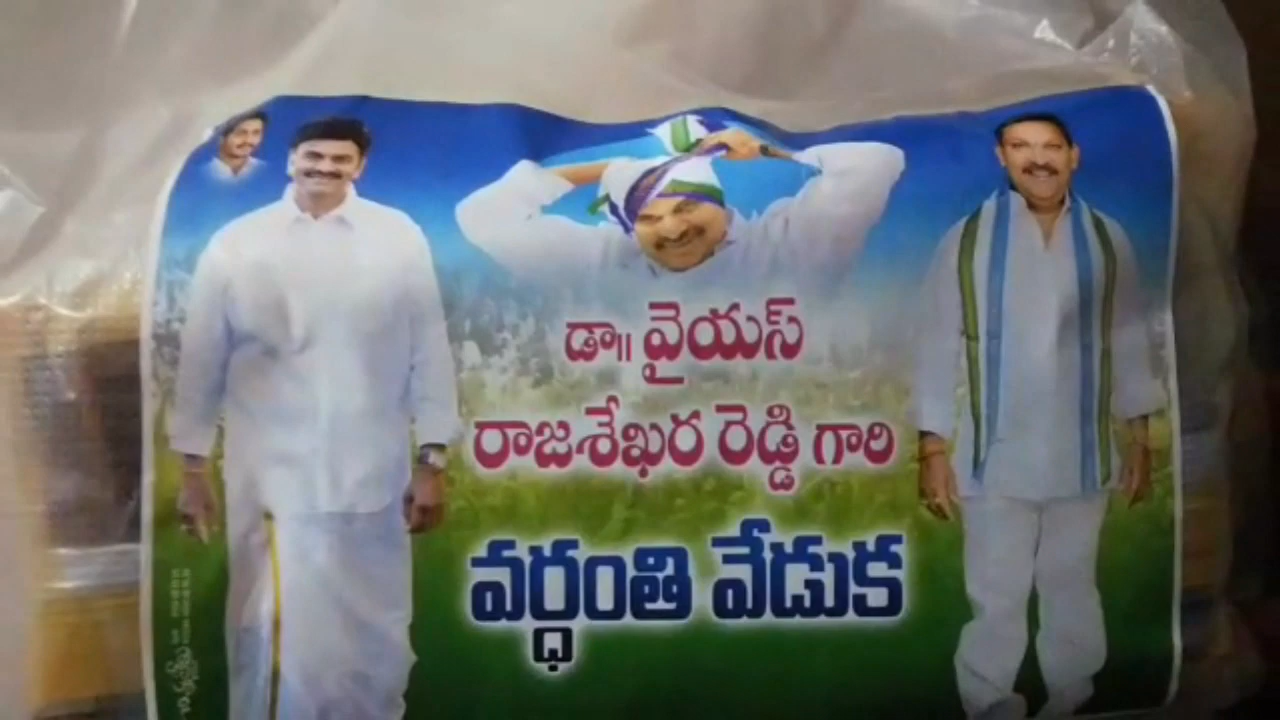 డా॥ వైయస్
రాజశేఖర రెడ్డి గారి
వర్ధంతి వేడుక